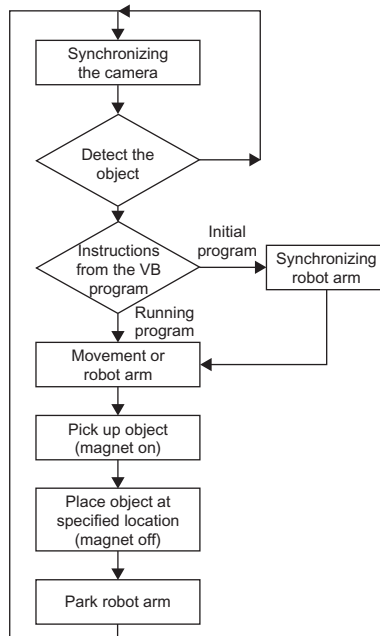 Synchronizing
the camera
Detect the
object
Instructions
from the VB
program
Initial
program
Synchronizing
robot arm
Running
program
Movement or
robot arm
Pick up object
(magnet on)
Place object at
specified location
(magnet off)
Park robot arm